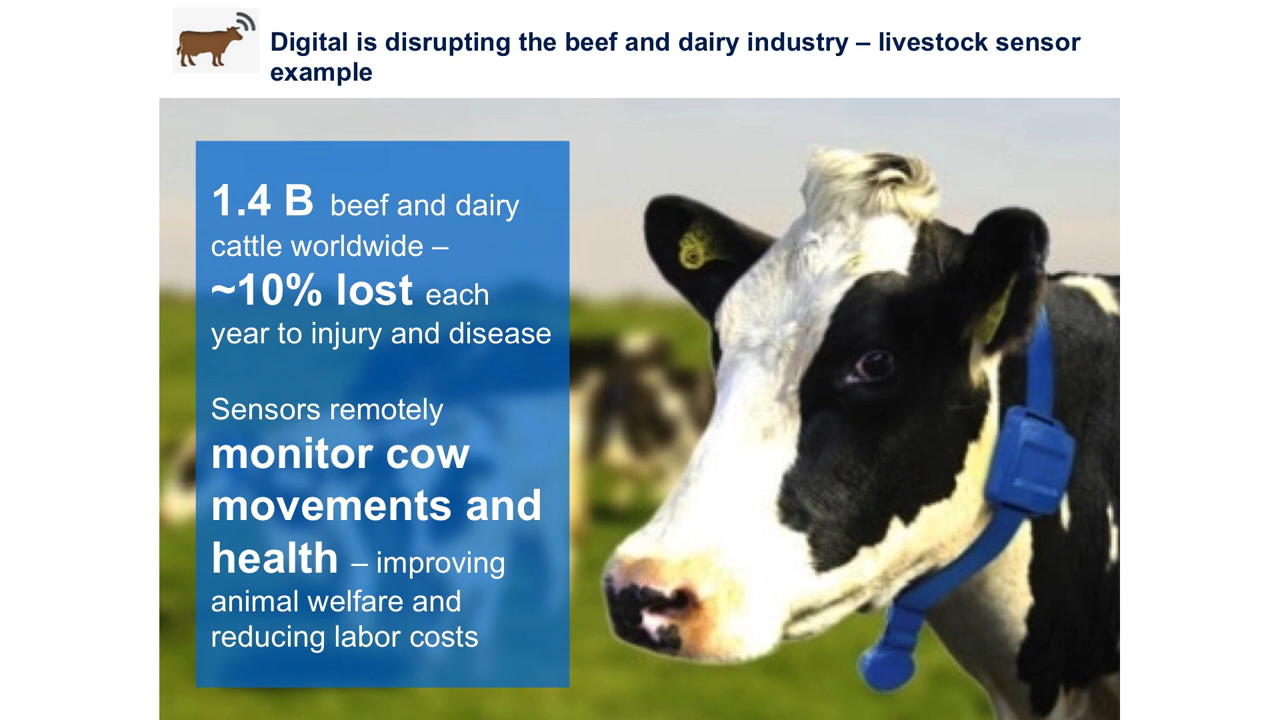 Digital is disrupting the beef and dairy industry – livestock sensor
example
1.4 B beef and dairy
cattle worldwide –
~10% lost each
year to injury and disease
Sensors remotely
monitor cow
movements and
health – improving
animal welfare and
reducing labor costs